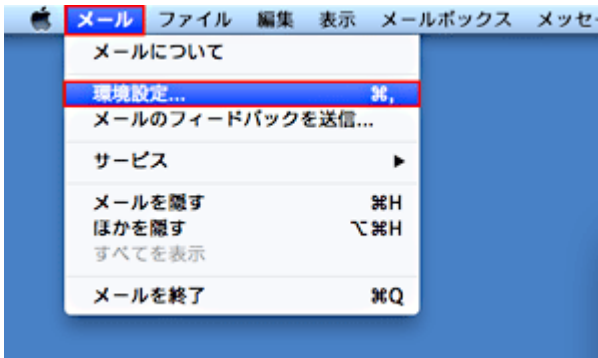 メール ファイル 編集 表示 メールボックス メッセ
メールについて
環境設定... ⌘,
メールのフィードバックを送信...
サービス ▶
メールを隠す ⌘H
ほかを隠す ⌥⌘H
すべてを表示
メールを終了 ⌘Q